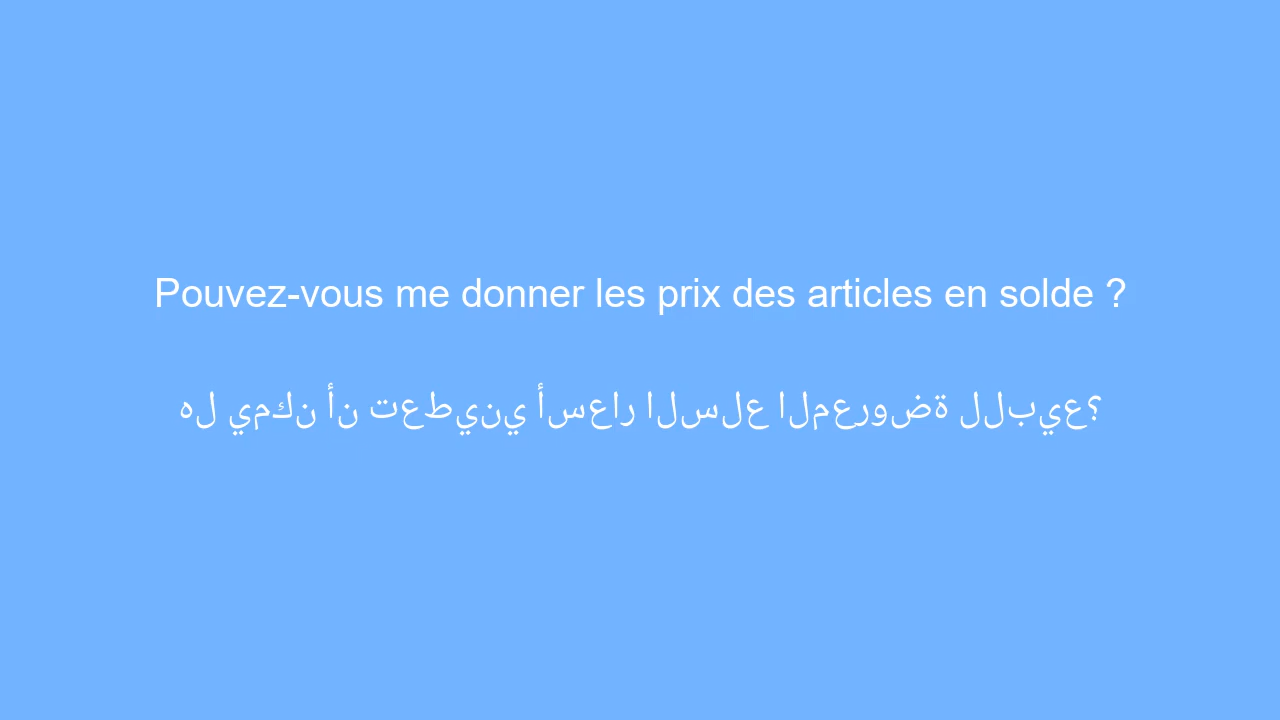 Pouvez-vous me donner les prix des articles en solde ?
هل يمكن أن تعطيني أسعار السلع المعروضة للبيع؟